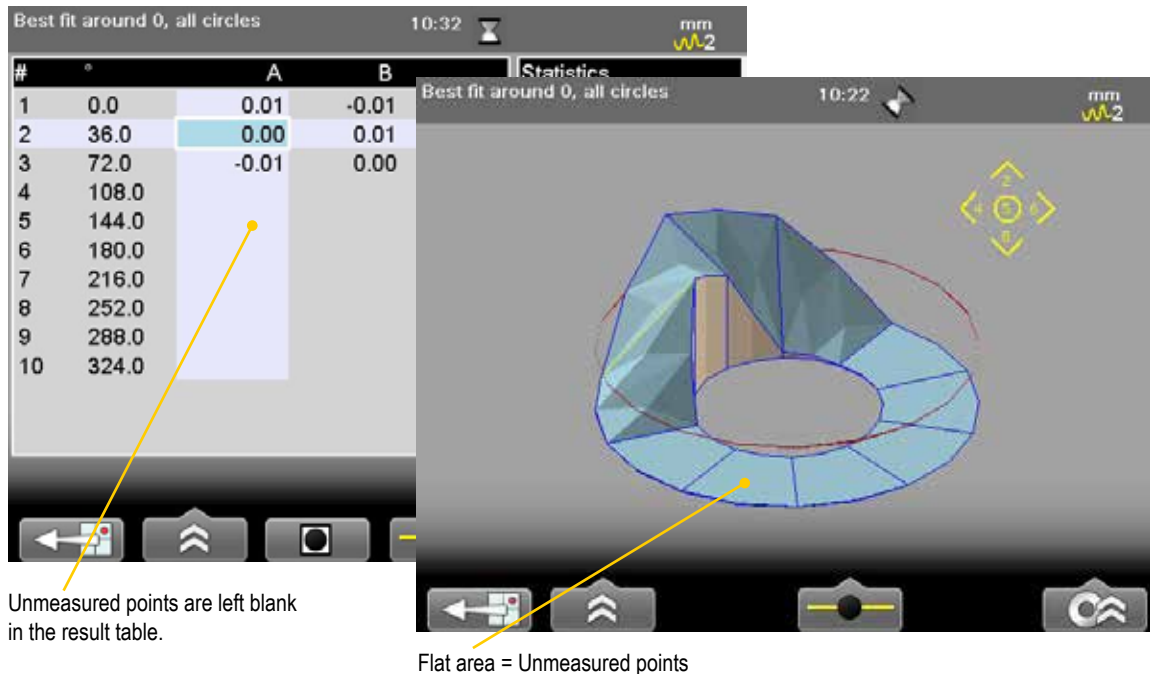 Best fit around 0, all circles 10:32 mm
2
# ° A B Statistics
1 0.0 0.01 -0.01
2 36.0 0.00 0.01
3 72.0 -0.01 0.00
4 108.0
5 144.0
6 180.0
7 216.0
8 252.0
9 288.0
10 324.0
Best fit around 0, all circles 10:22 mm
2
2
4 5 6
8
Unmeasured points are left blank
in the result table.
Flat area = Unmeasured points